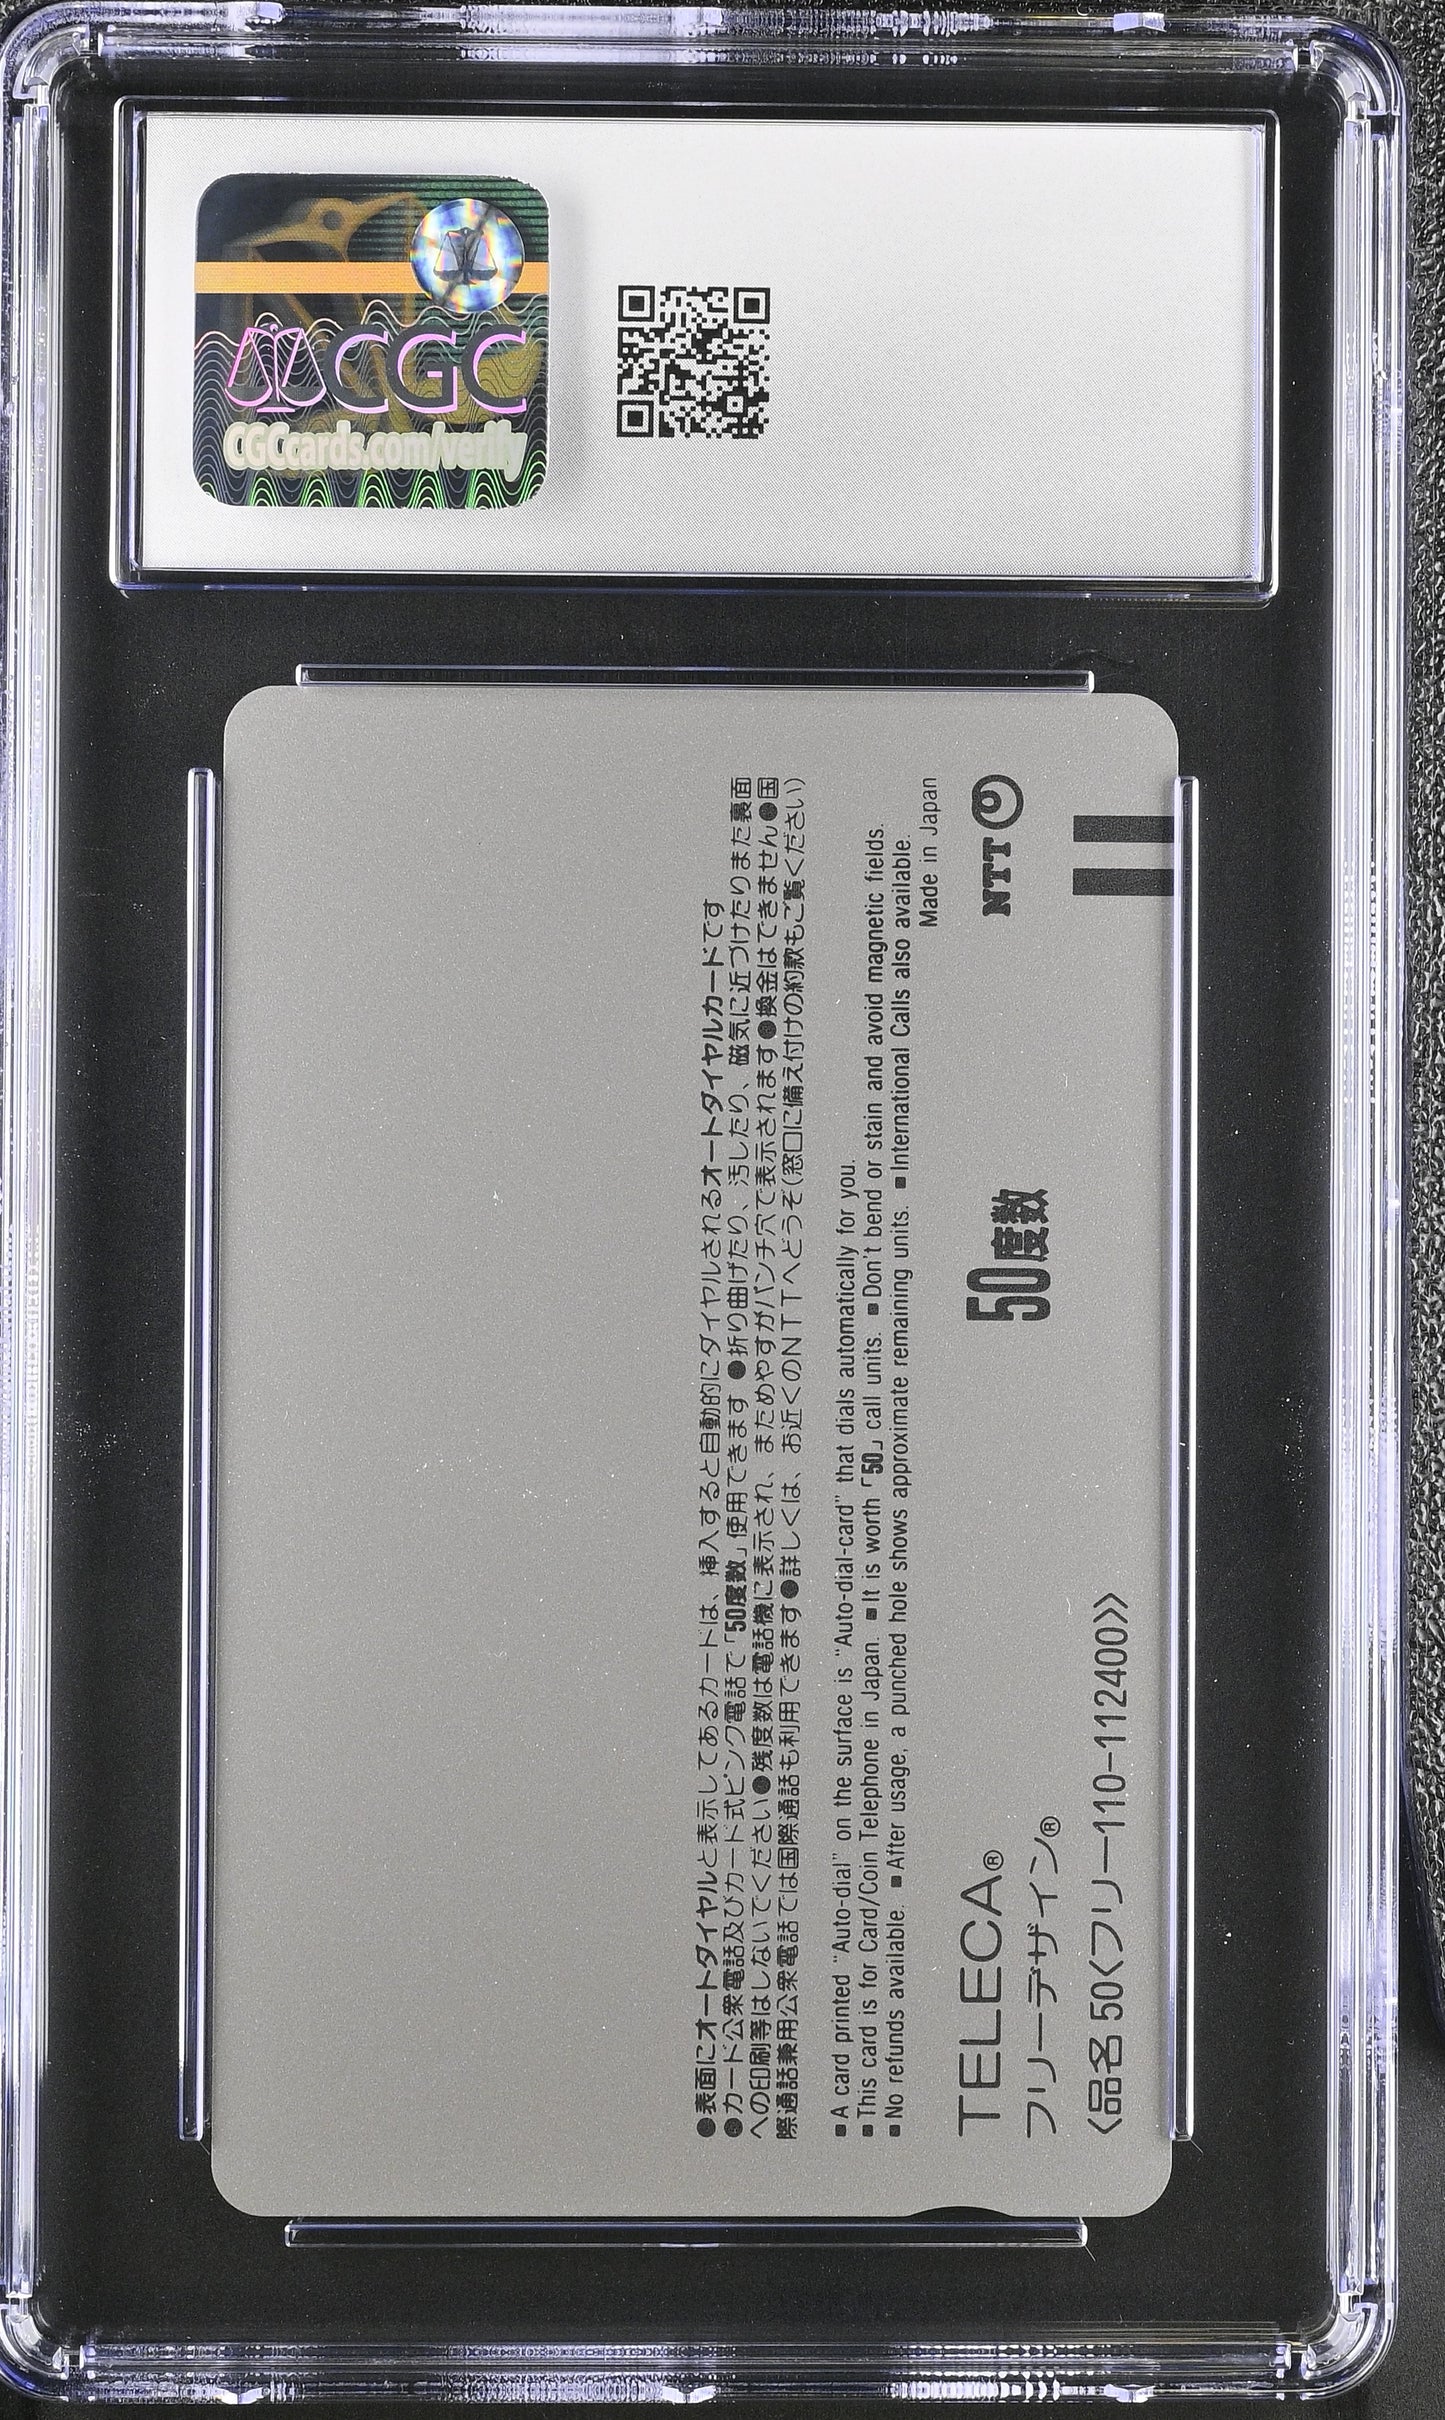 CGC
CGCcards.com/verify
●表面にオートダイヤルと表示してあるカードは、挿入すると自動的にダイヤルされるオートダイヤルカードです
●カード公衆電話及びカード式ピンク電話で「50度数」使用できます ●折り曲げたり、汚したり、磁気に近づけたりまた裏面
への印刷等はしないでください●残度数は電話機に表示され、まためやすがパンチ穴で表示されます●換金はできません●国
際通話兼用公衆電話では国際通話も利用できます●詳しくは、お近くのNTTへどうぞ(窓口に備え付けの約款もご覧ください)
■A card printed "Auto-dial" on the surface is "Auto-dial-card" that dials automatically for you.
■This card is for Card/Coin Telephone in Japan. ■It is worth「50」call units. ■Don't bend or stain and avoid magnetic fields.
■No refunds available. ■After usage, a punched hole shows approximate remaining units. ■International Calls also available.
Made in Japan
TELECA®
フリーデザイン®
50度数
NTT
〈品名 50〈フリー110-112400〉〉